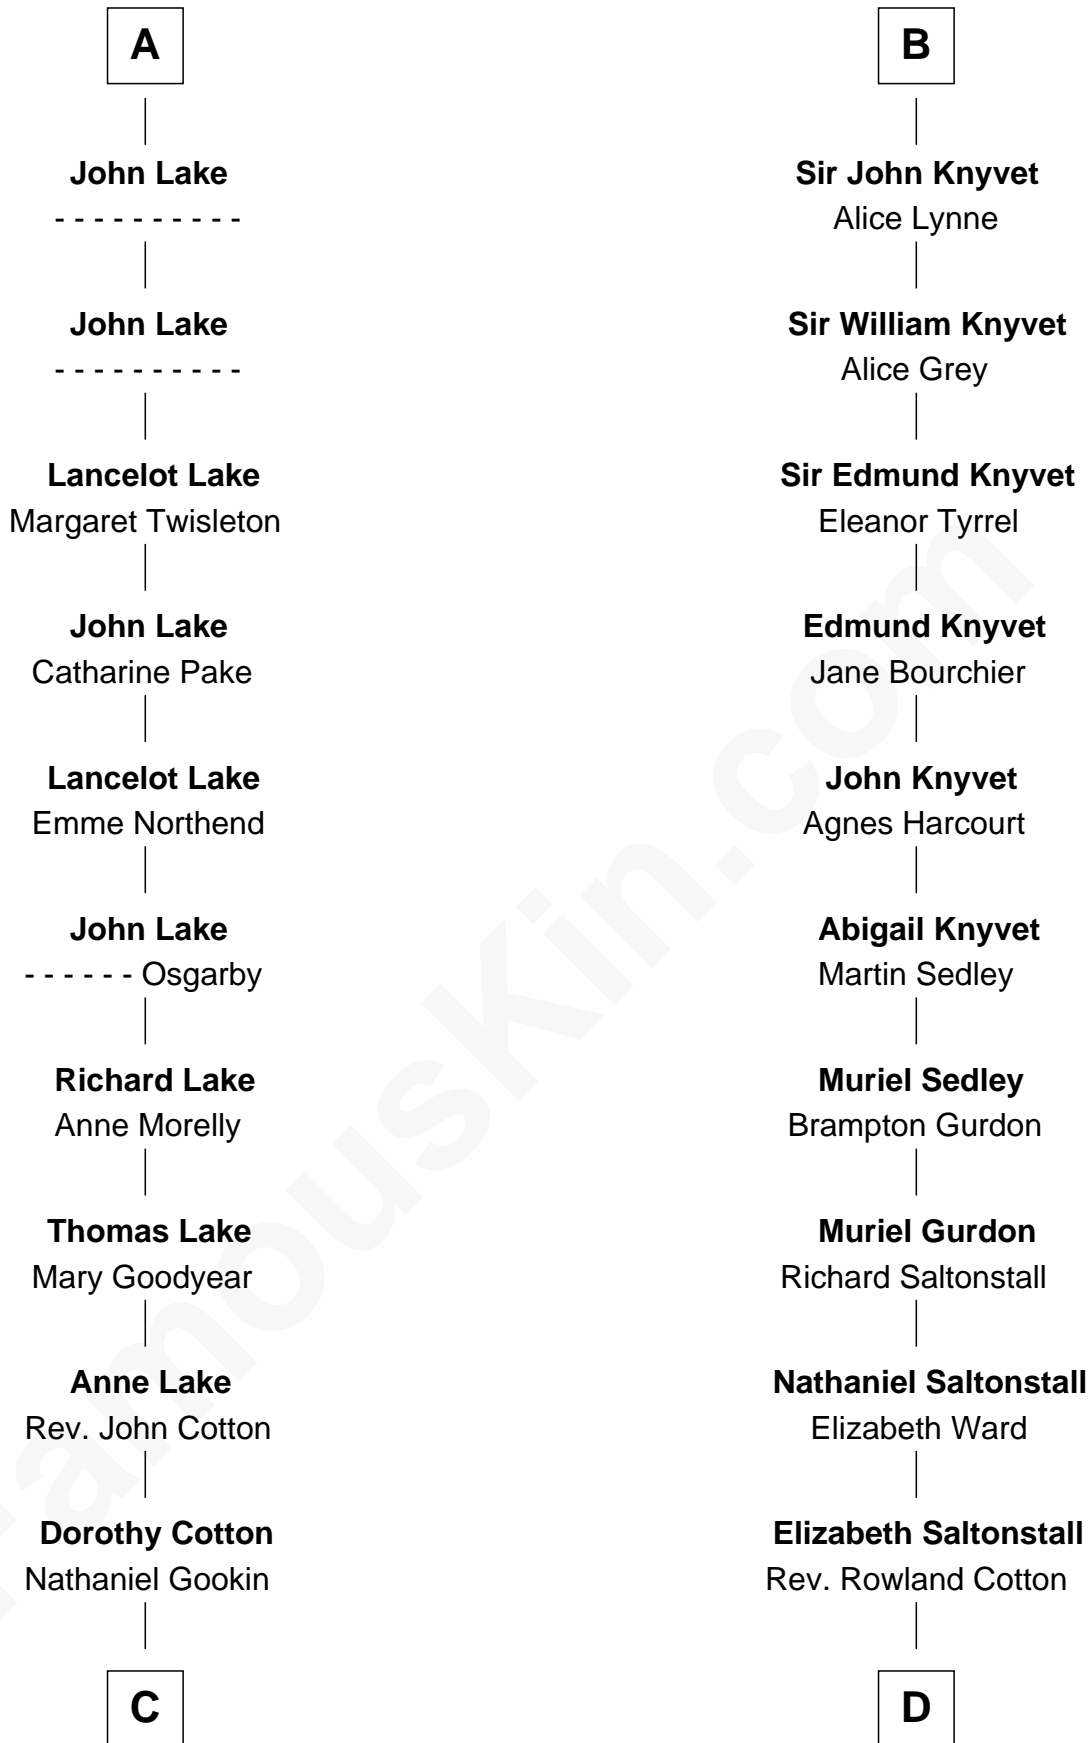 A
John Lake
- - - - - - - - - -
John Lake
- - - - - - - - - -
Lancelot Lake
Margaret Twisleton
John Lake
Catharine Pake
Lancelot Lake
Emme Northend
John Lake
- - - - - - Osgarby
Richard Lake
Anne Morelly
Thomas Lake
Mary Goodyear
Anne Lake
Rev. John Cotton
Dorothy Cotton
Nathaniel Gookin
C
B
Sir John Knyvet
Alice Lynne
Sir William Knyvet
Alice Grey
Sir Edmund Knyvet
Eleanor Tyrrel
Edmund Knyvet
Jane Bourchier
John Knyvet
Agnes Harcourt
Abigail Knyvet
Martin Sedley
Muriel Sedley
Brampton Gurdon
Muriel Gurdon
Richard Saltonstall
Nathaniel Saltonstall
Elizabeth Ward
Elizabeth Saltonstall
Rev. Rowland Cotton
D
FamousKin.com